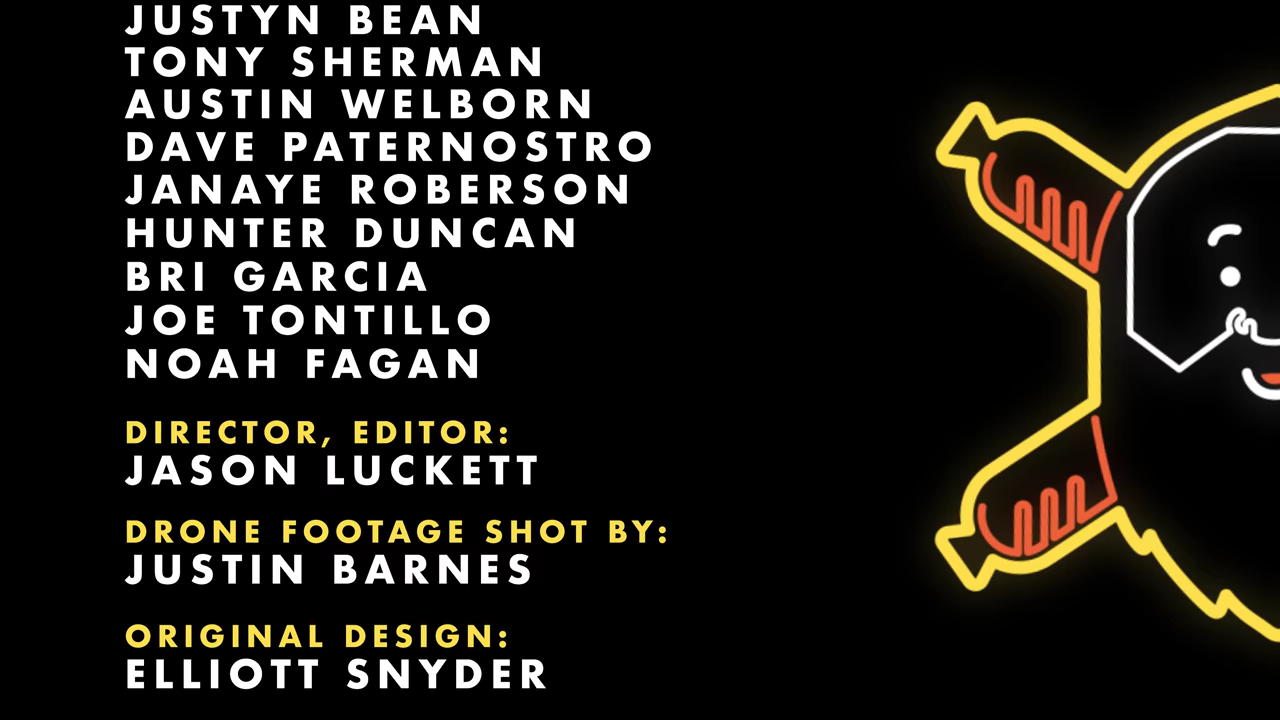 JUSTYN BEAN
TONY SHERMAN
AUSTIN WELBORN
DAVE PATERNOSTRO
JANAYE ROBERSON
HUNTER DUNCAN
BRI GARCIA
JOE TONTILLO
NOAH FAGAN
DIRECTOR, EDITOR:
JASON LUCKETT
DRONE FOOTAGE SHOT BY:
JUSTIN BARNES
ORIGINAL DESIGN:
ELLIOTT SNYDER